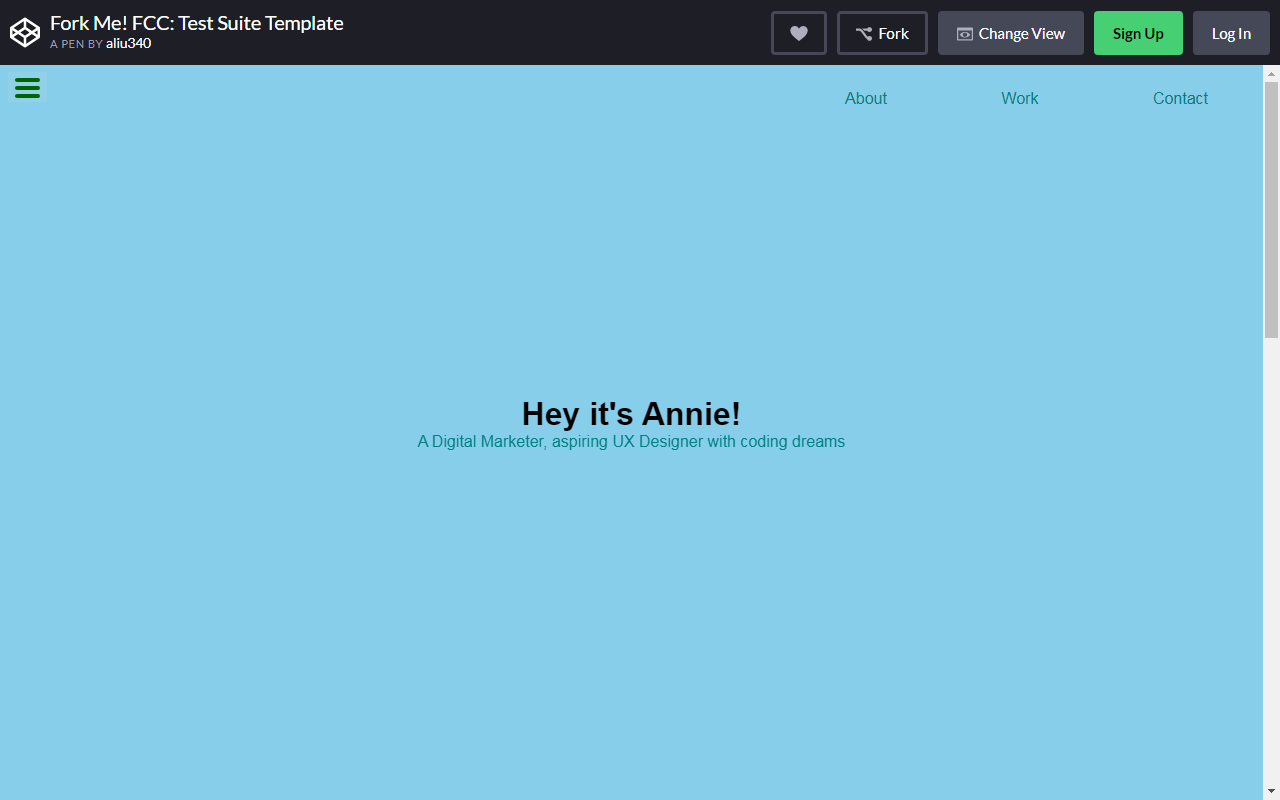 Fork Me! FCC: Test Suite Template
A PEN BY aliu340
Fork
Change View
Sign Up
Log In
About
Work
Contact
Hey it's Annie!
A Digital Marketer, aspiring UX Designer with coding dreams